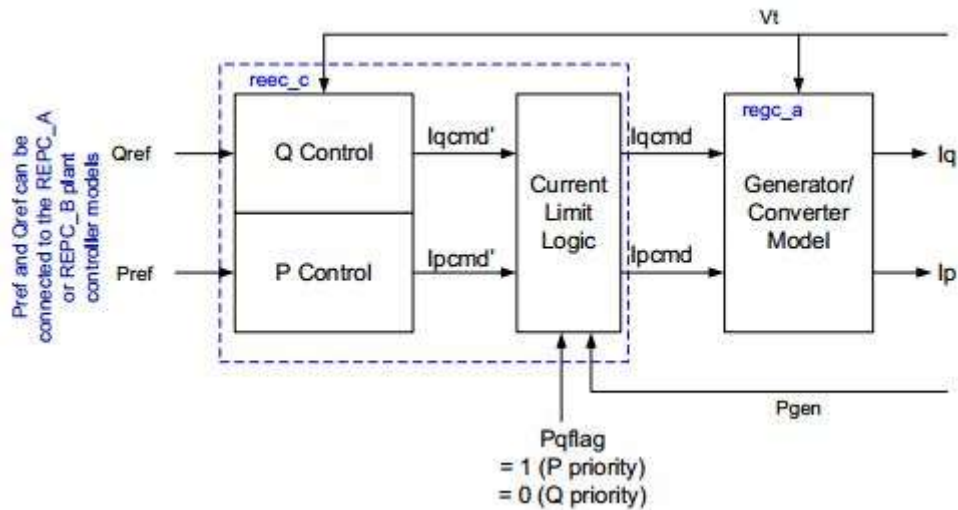 Vt
reec_c
regc_a
Pref and Qref can be
connected to the REPC_A
or REPC_B plant
controller models
Qref
Q Control
Iqcmd'
Iqcmd
Iq
Current
Limit
Logic
Generator/
Converter
Model
Pref
P Control
Ipcmd'
Ipcmd
Ip
Pgen
Pqflag
= 1 (P priority)
= 0 (Q priority)